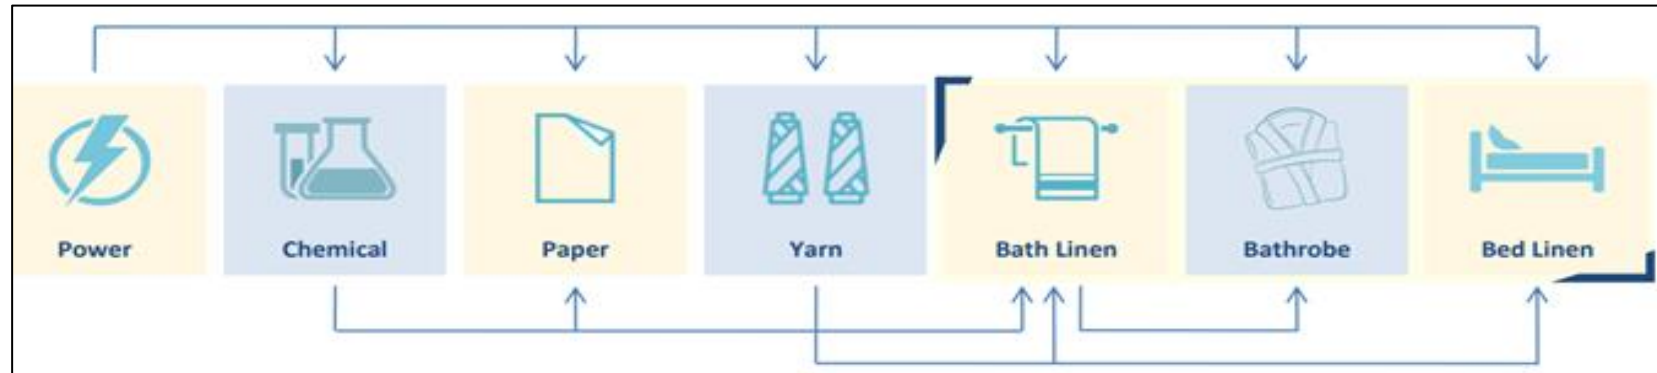 Power
Chemical
Paper
Yarn
Bath Linen
Bathrobe
Bed Linen